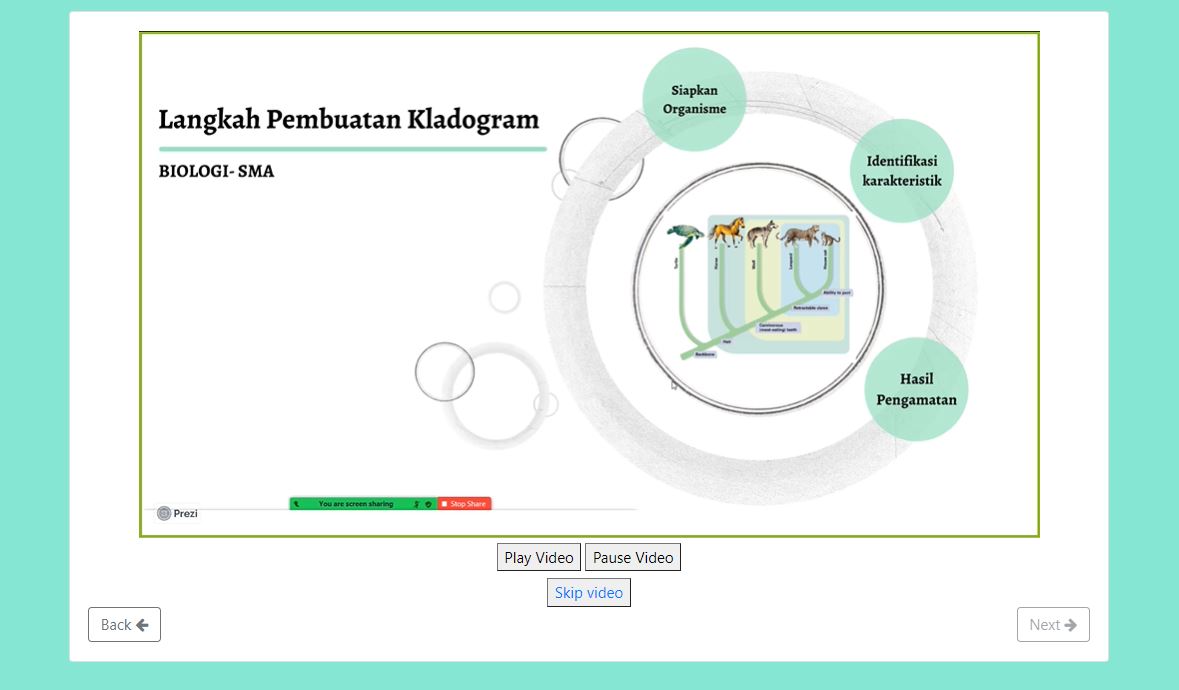 Langkah Pembuatan Kladogram
BIOLOGI- SMA
Siapkan
Organisme
Identifikasi
karakteristik
Hasil
Pengamatan
Turtle
Horse
Wolf
Leopard
House cat
Ability to purr
Retractable claws
Carnivorous
(meat-eating) teeth
Hair
Backbone
Prezi
You are screen sharing
Stop Share
Play Video
Pause Video
Skip video
Back
Next